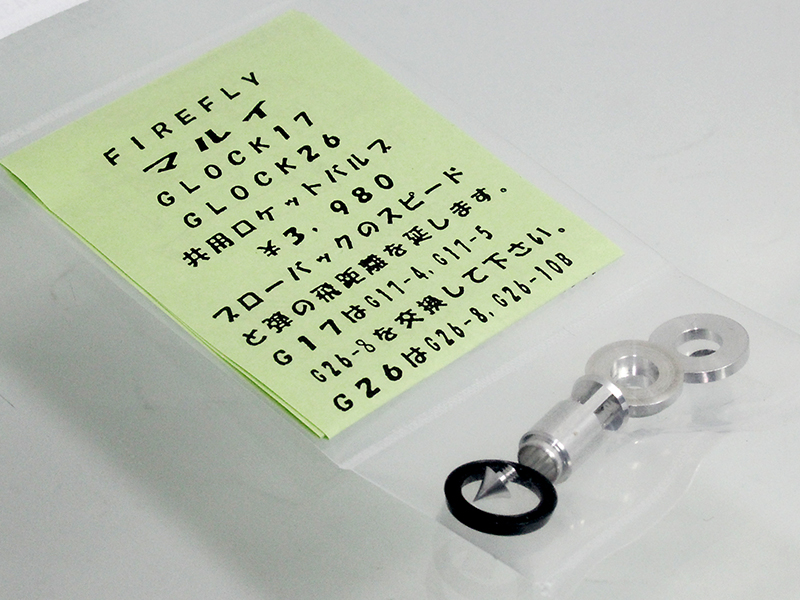 FIREFLY
マルイ
GLOCK17
GLOCK26
共用ロケットバルブ
¥3,980
ブローバックのスピード
と弾の飛距離を延します。
G17はG17-4,G17-5
G26-8を交換して下さい。
G26はG26-8,G26-10B